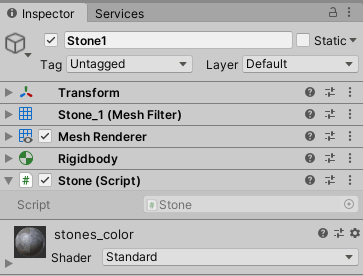 Inspector Services
Stone1 Static
Tag Untagged Layer Default
Transform
Stone_1 (Mesh Filter)
Mesh Renderer
Rigidbody
# Stone (Script)
Script # Stone
stones_color
Shader Standard